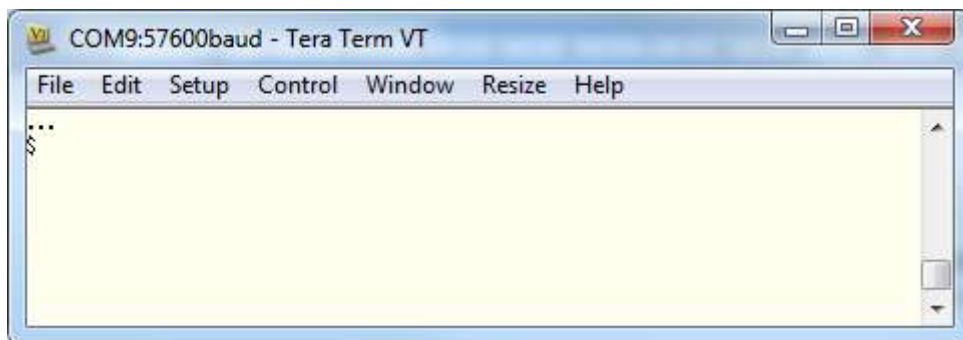 COM9:57600baud - Tera Term VT
File Edit Setup Control Window Resize Help
...
$